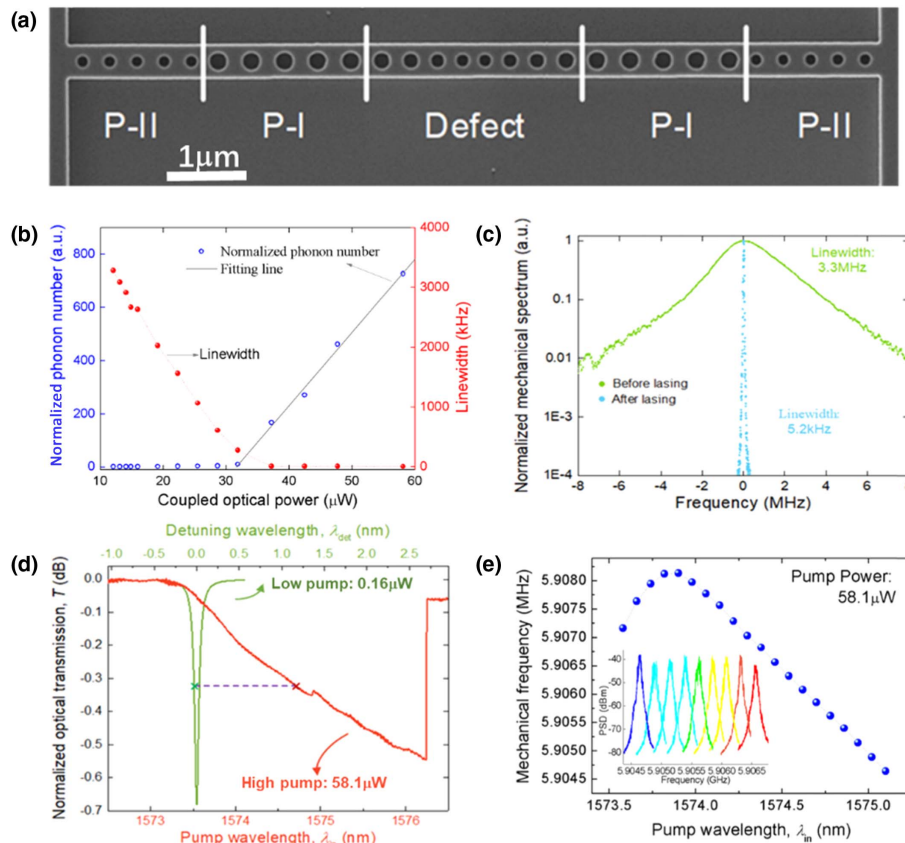 (a)
P-II
P-I
Defect
P-I
P-II
1μm
(b)
Normalized phonon number (a.u.)
800
600
400
200
0
Normalized phonon number
Fitting line
Linewidth
4000
3000
2000
1000
0
Linewidth (kHz)
10 20 30 40 50 60
Coupled optical power (μW)
(c)
Normalized mechanical spectrum (a.u.)
1
0.1
0.01
1E-3
1E-4
Linewidth:
3.3MHz
Before lasing
After lasing
Linewidth:
5.2kHz
-8 -6 -4 -2 0 2 4 6 8
Frequency (MHz)
(d)
Detuning wavelength, λdet (nm)
-1.0 -0.5 0.0 0.5 1.0 1.5 2.0 2.5
Normalized optical transmission, T (dB)
0.0
-0.1
-0.2
-0.3
-0.4
-0.5
-0.6
-0.7
Low pump: 0.16μW
High pump: 58.1μW
1573 1574 1575 1576
Pump wavelength, (nm)
(e)
Mechanical frequency (MHz)
5.9080
5.9075
5.9070
5.9065
5.9060
5.9055
5.9050
5.9045
Pump Power:
58.1μW
PSD (dBm)
-40
-50
-60
-70
-80
5.9045 5.9050 5.9055 5.9060 5.9065
Frequency (GHz)
1573.5 1574.0 1574.5 1575.0
Pump wavelength, λin (nm)